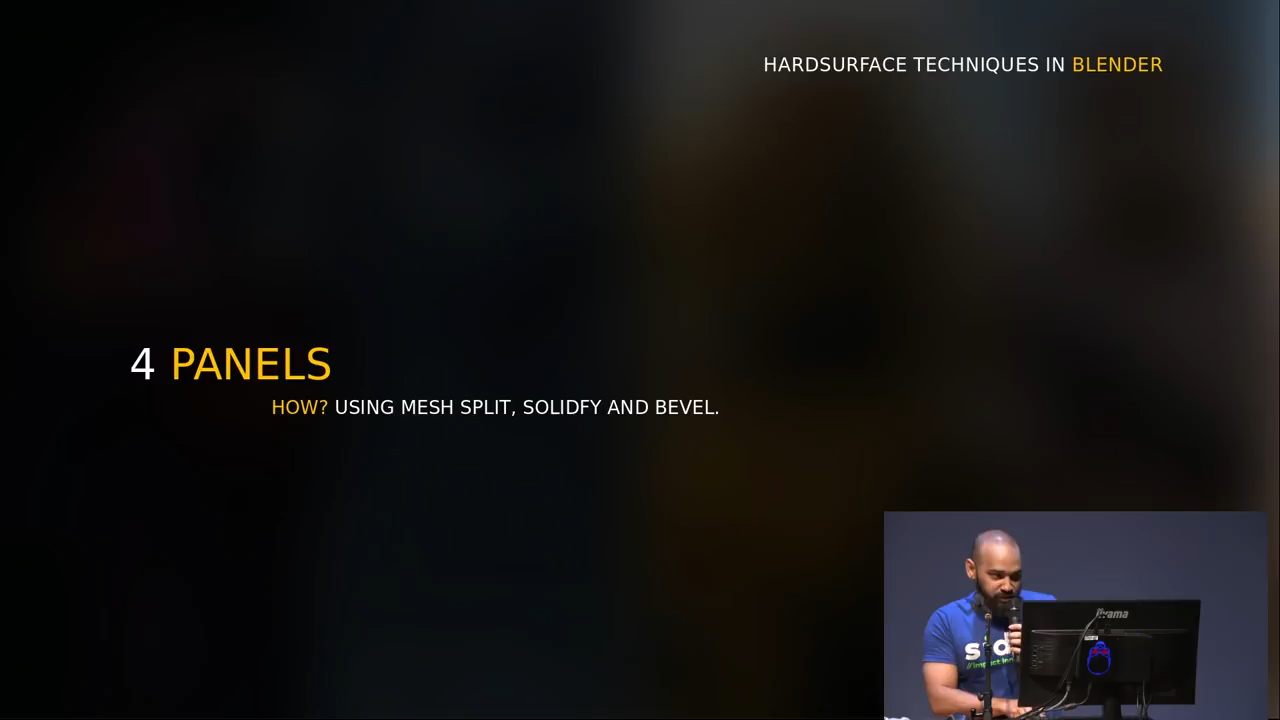 HARDSURFACE TECHNIQUES IN BLENDER
4 PANELS
HOW? USING MESH SPLIT, SOLIDFY AND BEVEL.
iiyama